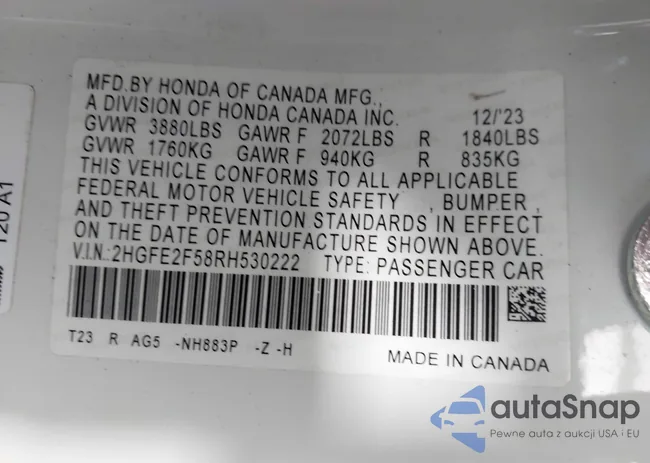 MFD.BY HONDA OF CANADA MFG.,
A DIVISION OF HONDA CANADA INC. 12/'23
GVWR 3880LBS GAWR F 2072LBS R 1840LBS
GVWR 1760KG GAWR F 940KG R 835KG
THIS VEHICLE CONFORMS TO ALL APPLICABLE
FEDERAL MOTOR VEHICLE SAFETY , BUMPER ,
AND THEFT PREVENTION STANDARDS IN EFFECT
ON THE DATE OF MANUFACTURE SHOWN ABOVE.
V.I.N.:2HGFE2F58RH530222 TYPE: PASSENGER CAR
T23 R AG5 -NH883P -Z -H
MADE IN CANADA
120 A1
autaSnap
Pewne auta z aukcji USA i EU